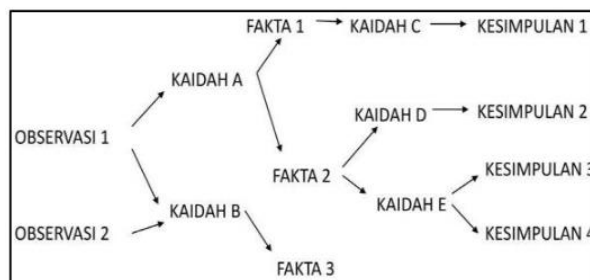 FAKTA 1
KAIDAH C
KESIMPULAN 1
KAIDAH A
KAIDAH D
KESIMPULAN 2
OBSERVASI 1
FAKTA 2
KESIMPULAN 3
KAIDAH E
KAIDAH B
OBSERVASI 2
KESIMPULAN 4
FAKTA 3